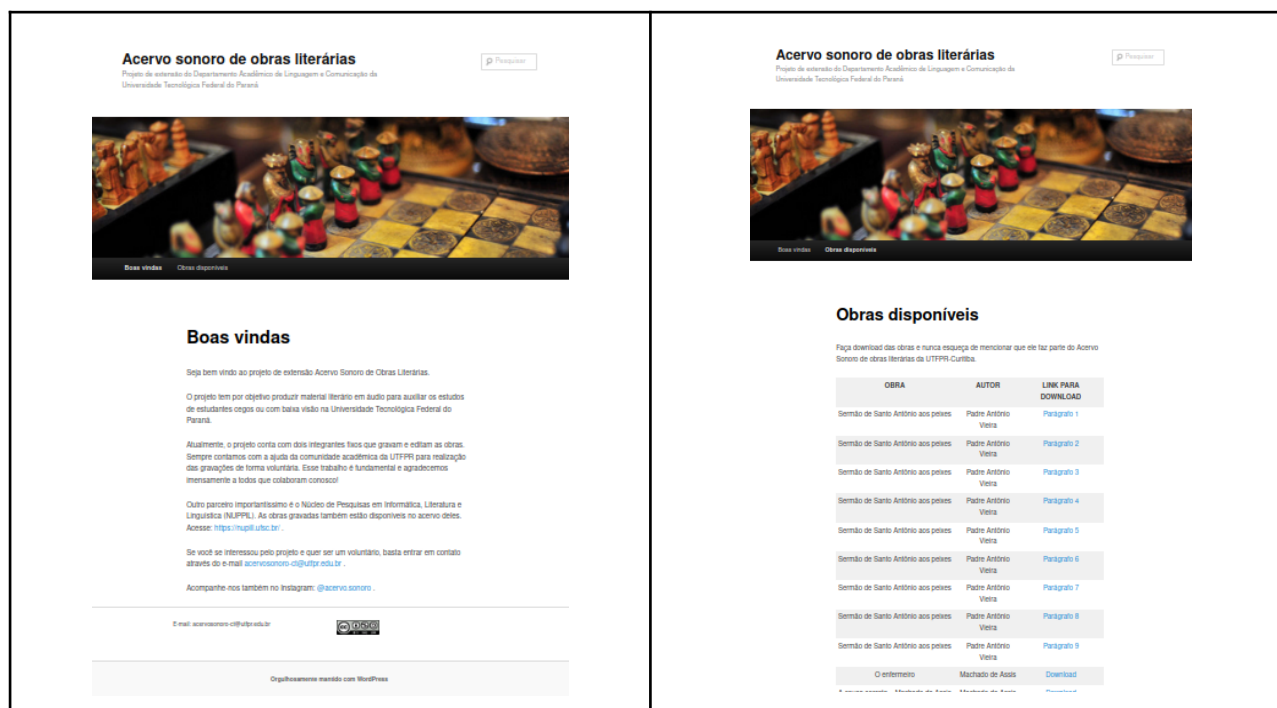 Acervo sonoro de obras literárias
Pesquisar
Projeto de extensão do Departamento Acadêmico de Linguagem e Comunicação da
Universidade Tecnológica Federal do Paraná
Boas vindas Obras disponíveis
Boas vindas
Seja bem vindo ao projeto de extensão Acervo Sonoro de Obras Literárias.
O projeto tem por objetivo produzir material literário em áudio para auxiliar os estudos
de estudantes cegos ou com baixa visão na Universidade Tecnológica Federal do
Paraná.
Atualmente, o projeto conta com dois integrantes fixos que gravam e editam as obras.
Sempre contamos com a ajuda da comunidade acadêmica da UTFPR para realização
das gravações de forma voluntária. Esse trabalho é fundamental e agradecemos
imensamente a todos que colaboram conosco!
Outro parceiro importantíssimo é o Núcleo de Pesquisas em Informática, Literatura e
Linguística (NUPPIL). As obras gravadas também estão disponíveis no acervo deles.
Acesse: https://nupill.ufsc.br/ .
Se você se interessou pelo projeto e quer ser um voluntário, basta entrar em contato
através do e-mail acervosonoro-ct@utfpr.edu.br .
Acompanhe-nos também no Instagram: @acervo.sonoro .
E-mail: acervosonoro-ct@utfpr.edu.br
Orgulhosamente mantido com WordPress
Acervo sonoro de obras literárias
Pesquisar
Projeto de extensão do Departamento Acadêmico de Linguagem e Comunicação da
Universidade Tecnológica Federal do Paraná
Boas vindas Obras disponíveis
Obras disponíveis
Faça download das obras e nunca esqueça de mencionar que ele faz parte do Acervo
Sonoro de obras literárias da UTFPR-Curitiba.
OBRA AUTOR LINK PARA
DOWNLOAD
Sermão de Santo Antônio aos peixes Padre Antônio Parágrafo 1
Vieira
Sermão de Santo Antônio aos peixes Padre Antônio Parágrafo 2
Vieira
Sermão de Santo Antônio aos peixes Padre Antônio Parágrafo 3
Vieira
Sermão de Santo Antônio aos peixes Padre Antônio Parágrafo 4
Vieira
Sermão de Santo Antônio aos peixes Padre Antônio Parágrafo 5
Vieira
Sermão de Santo Antônio aos peixes Padre Antônio Parágrafo 6
Vieira
Sermão de Santo Antônio aos peixes Padre Antônio Parágrafo 7
Vieira
Sermão de Santo Antônio aos peixes Padre Antônio Parágrafo 8
Vieira
Sermão de Santo Antônio aos peixes Padre Antônio Parágrafo 9
Vieira
O enfermeiro Machado de Assis Download